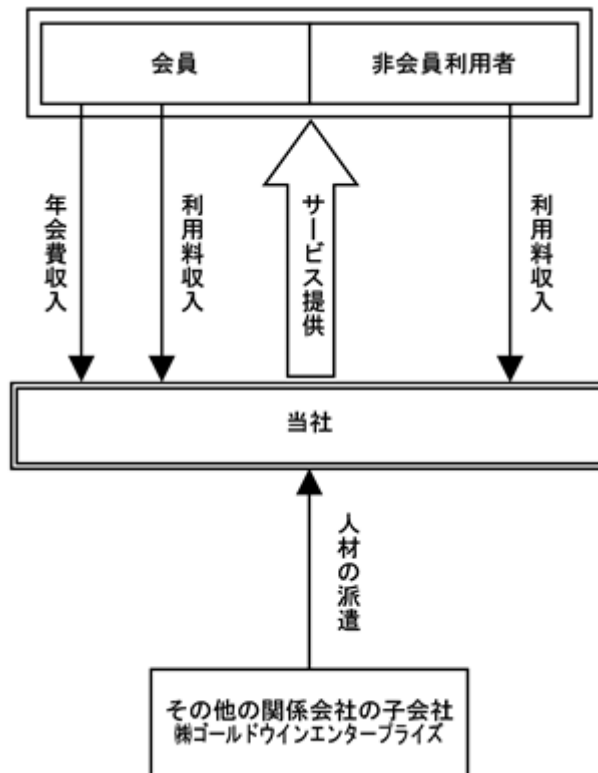 会員
非会員利用者
年会費収入
利用料収入
サービス提供
利用料収入
当社
人材の派遣
その他の関係会社の子会社
㈱ゴールドウインエンタープライズ